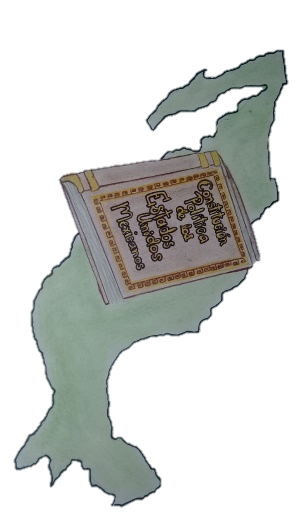 Constitución
Política
de los
Estados
Unidos
Mexicanos